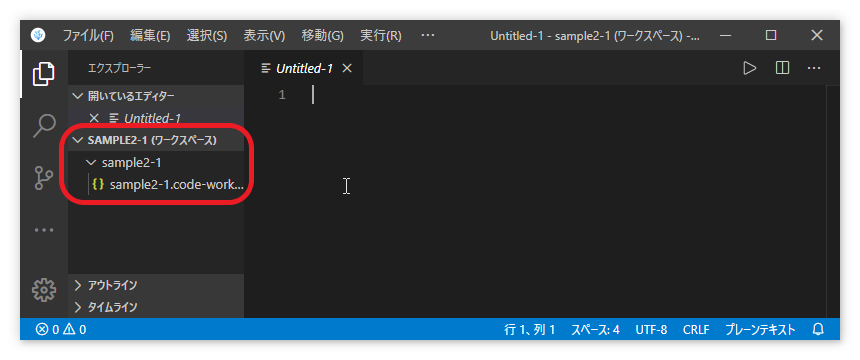 ファイル(F) 編集(E) 選択(S) 表示(V) 移動(G) 実行(R) ··· Untitled-1 - sample2-1 (ワークスペース) -...
エクスプローラー
Untitled-1
開いているエディター
Untitled-1
SAMPLE2-1 (ワークスペース)
sample2-1
{} sample2-1.code-work...
1
アウトライン
タイムライン
0 0 行 1、列 1 スペース: 4 UTF-8 CRLF プレーンテキスト